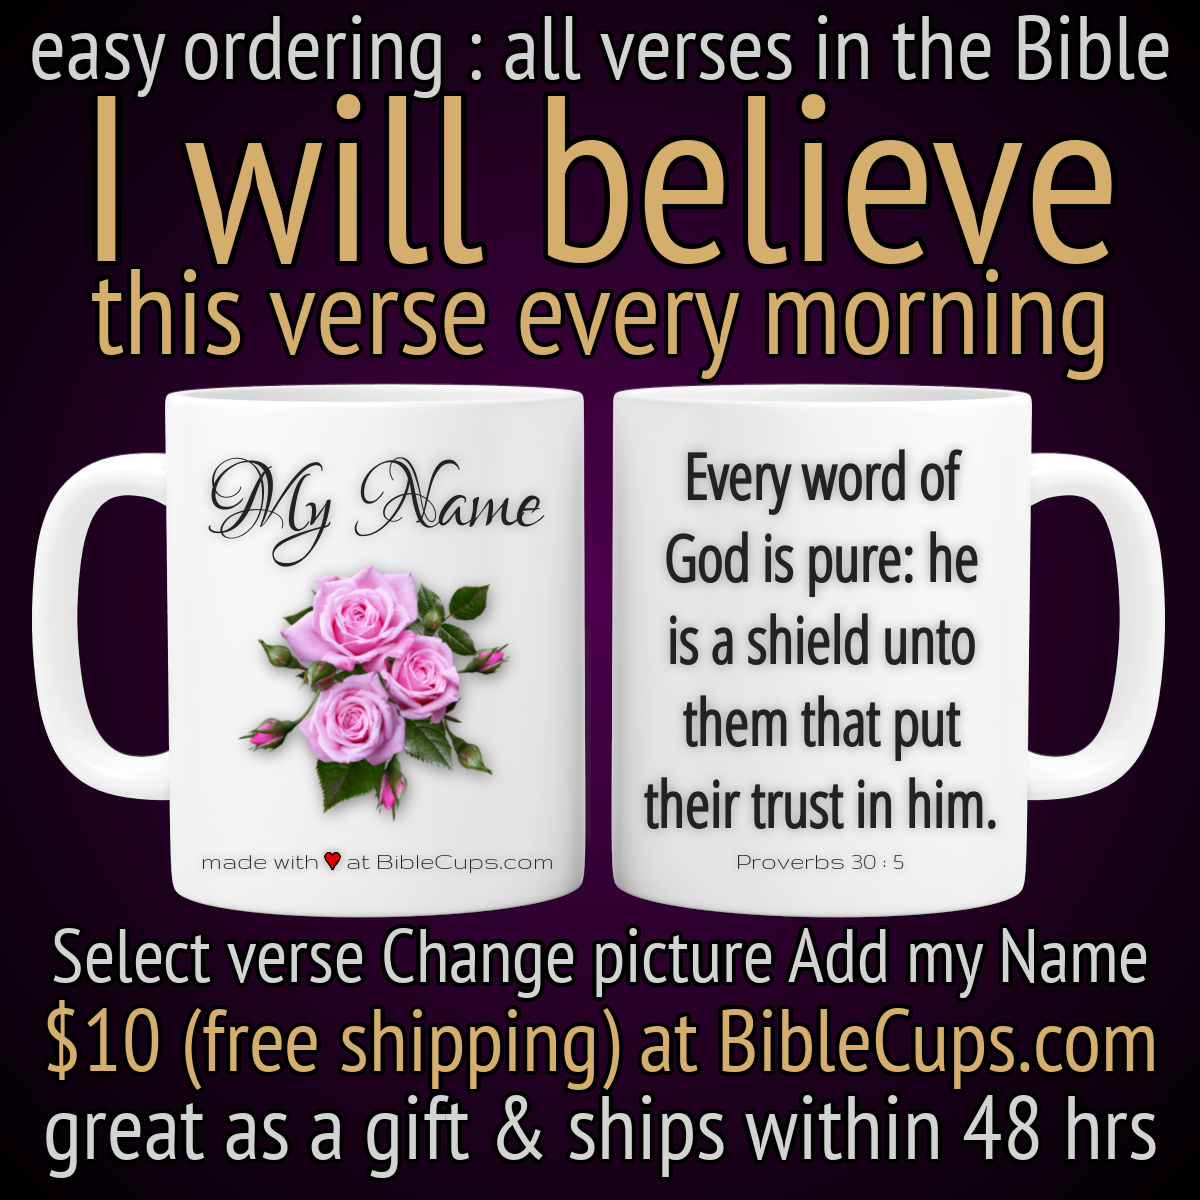 easy ordering : all verses in the Bible
I will believe
this verse every morning
My Name
made with ♥ at BibleCups.com
Every word of
God is pure: he
is a shield unto
them that put
their trust in him.
Proverbs 30 : 5
Select verse Change picture Add my Name
$10 (free shipping) at BibleCups.com
great as a gift & ships within 48 hrs